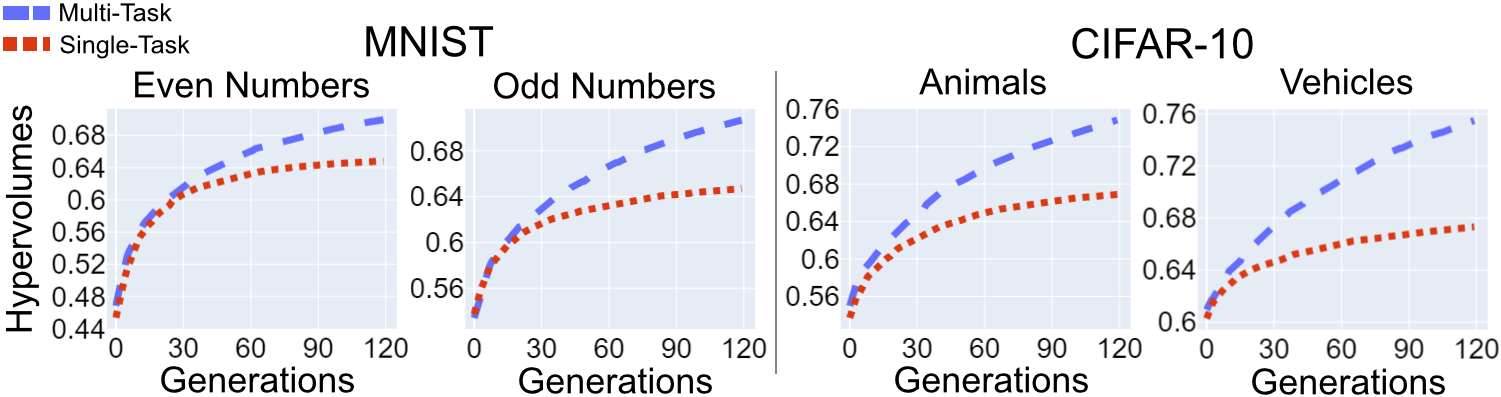 Multi-Task
Single-Task
MNIST
CIFAR-10
Even Numbers
Odd Numbers
Animals
Vehicles
Hypervolumes
0.68
0.64
0.6
0.56
0.52
0.48
0.44
0 30 60 90 120
Generations
0.68
0.64
0.6
0.56
0 30 60 90 120
Generations
0.76
0.72
0.68
0.64
0.6
0.56
0 30 60 90 120
Generations
0.76
0.72
0.68
0.64
0.6
0 30 60 90 120
Generations